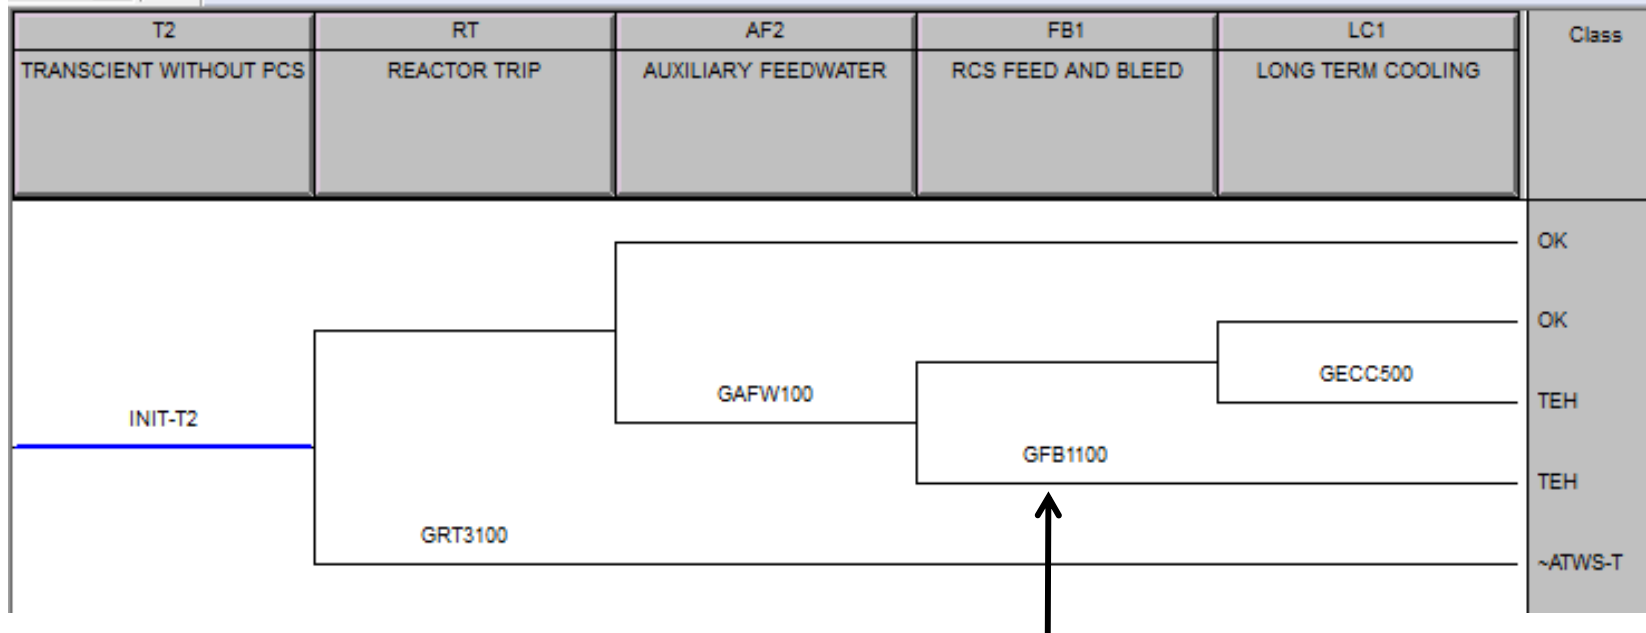 T2 RT AF2 FB1 LC1 Class
TRANSCIENT WITHOUT PCS REACTOR TRIP AUXILIARY FEEDWATER RCS FEED AND BLEED LONG TERM COOLING
OK
OK
GECC500
GAFW100
TEH
INIT-T2
GFB1100
TEH
GRT3100
~ATWS-T